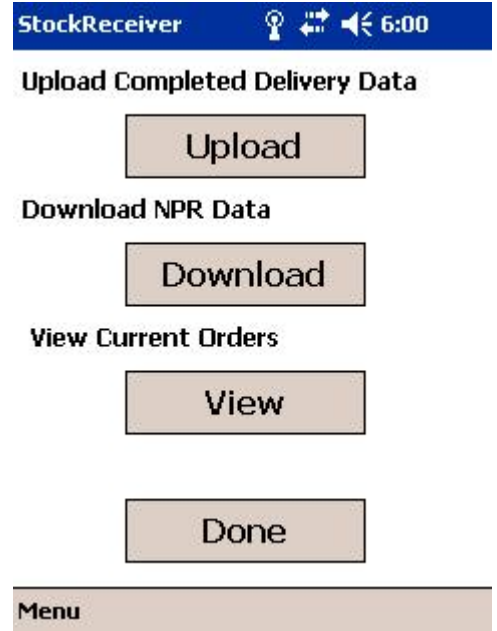 StockReceiver 6:00
Upload Completed Delivery Data
Upload
Download NPR Data
Download
View Current Orders
View
Done
Menu